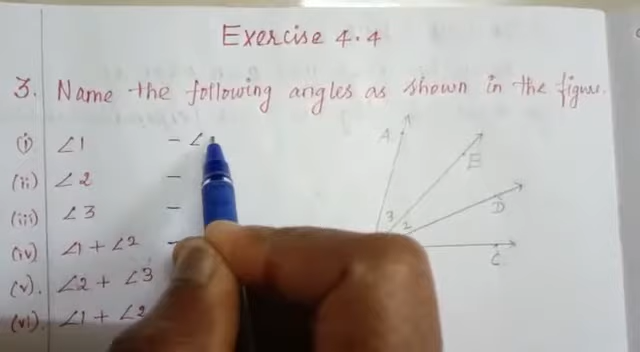 Exercise 4.4
3. Name the following angles as shown in the figure.
(i) ∠1 - ∠
(ii) ∠2 -
(iii) ∠3 -
(iv) ∠1 + ∠2 -
(v). ∠2 + ∠3
(vi). ∠1 + ∠2
A
E
D
3
2
C